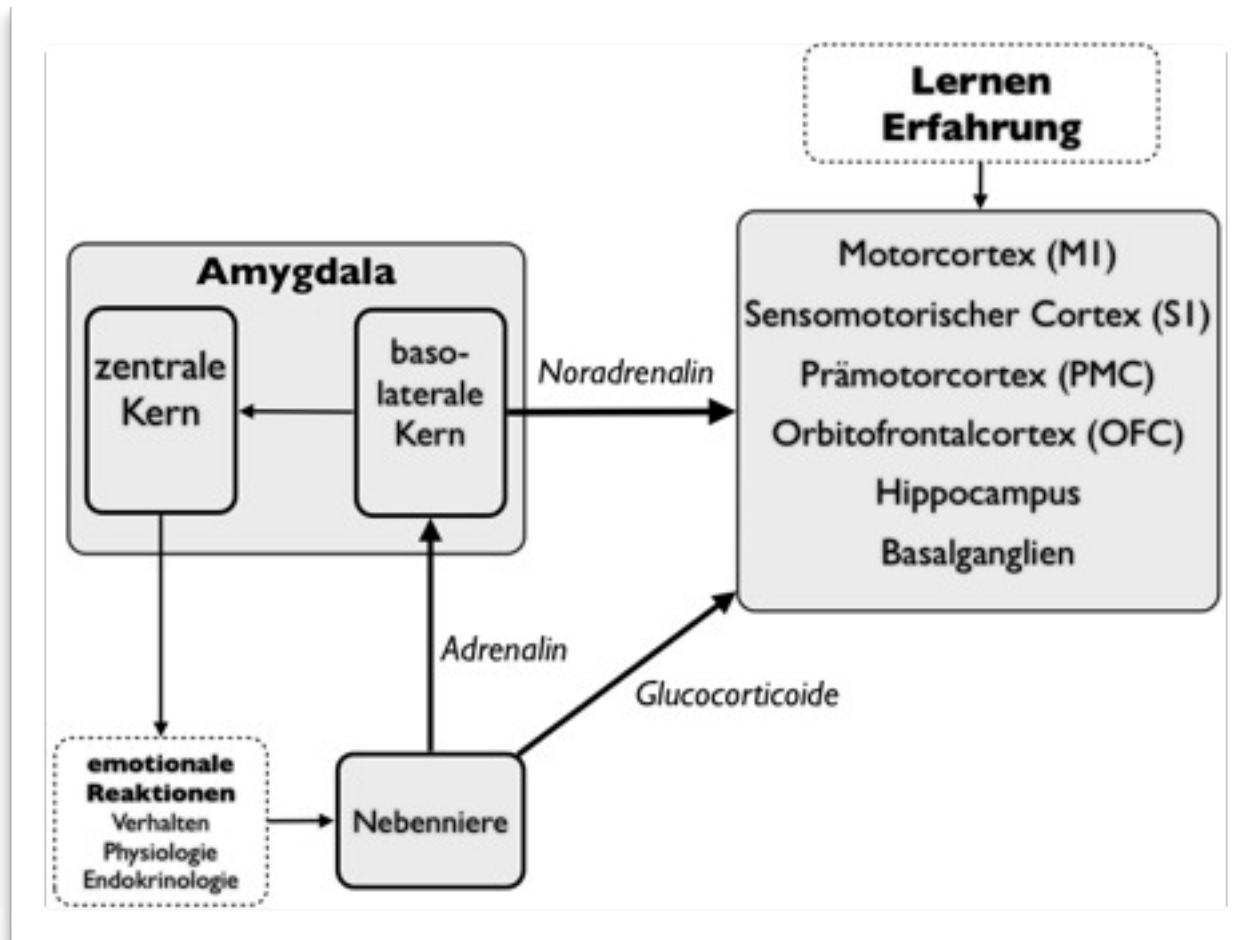 Lernen
Erfahrung
Motorcortex (M1)
Sensomotorischer Cortex (S1)
Prämotorcortex (PMC)
Orbitofrontalcortex (OFC)
Hippocampus
Basalganglien
Amygdala
zentrale
Kern
baso-
laterale
Kern
Noradrenalin
Adrenalin
Glucocorticoide
emotionale
Reaktionen
Verhalten
Physiologie
Endokrinologie
Nebenniere